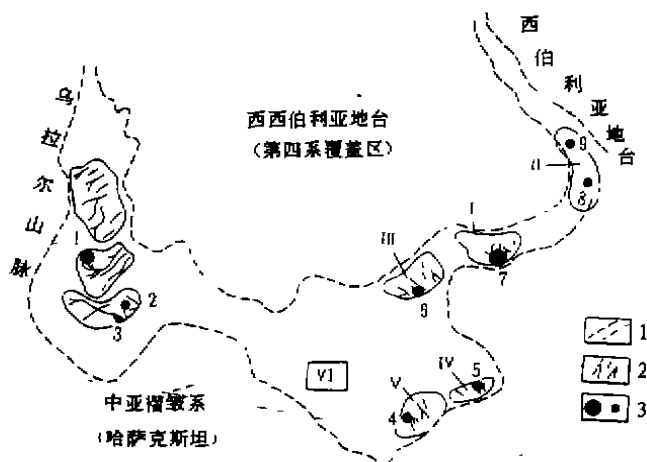 西伯利亚地台
乌拉尔山脉
西西伯利亚地台
（第四系覆盖区）
9
II
8
I
7
III
6
1
2
3
VI
IV
5
V
4
中亚褶皱系
（哈萨克斯坦）
1
2
3